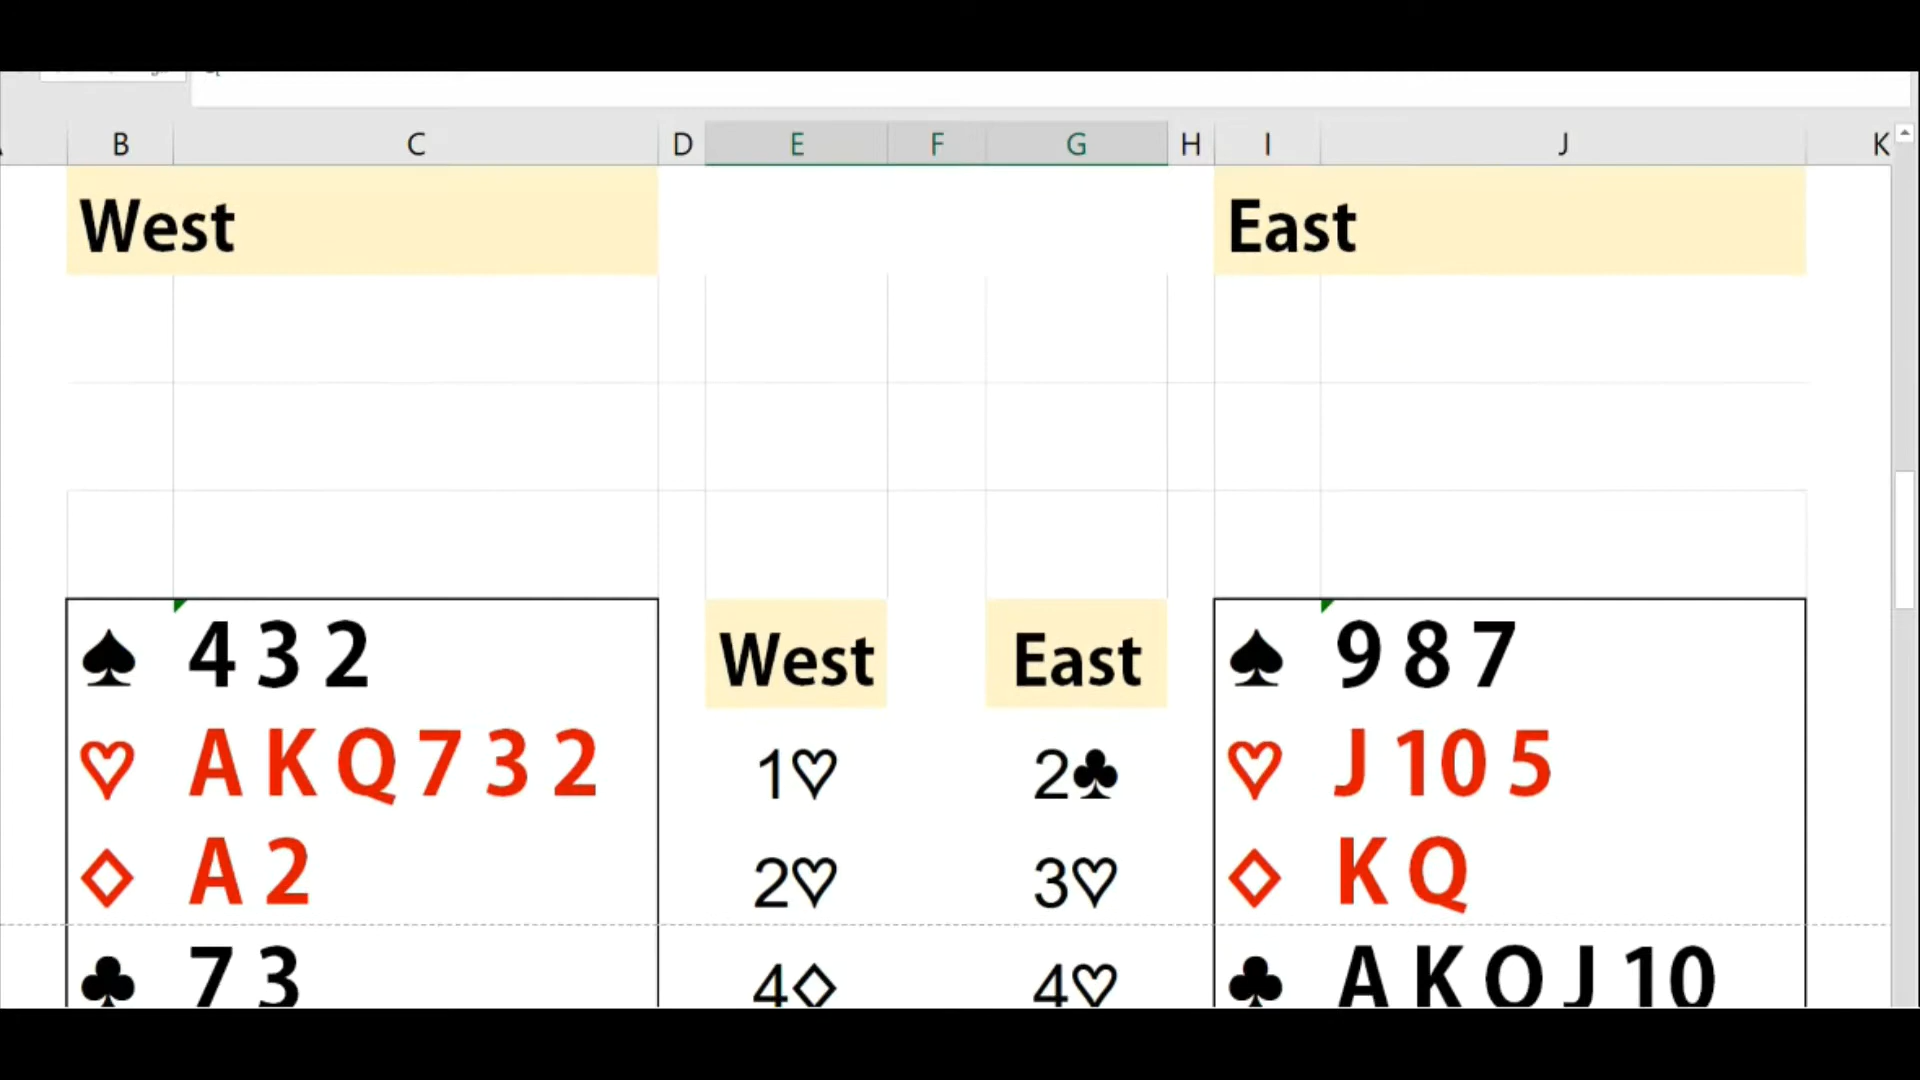 B C D E F G H I J K
West East
♠ 4 3 2 West East ♠ 9 8 7
♡ A K Q 7 3 2 1♡ 2♣ ♡ J 10 5
♢ A 2 2♡ 3♡ ♢ K Q
♣ 7 3 4♢ 4♡ ♣ A K Q J 10